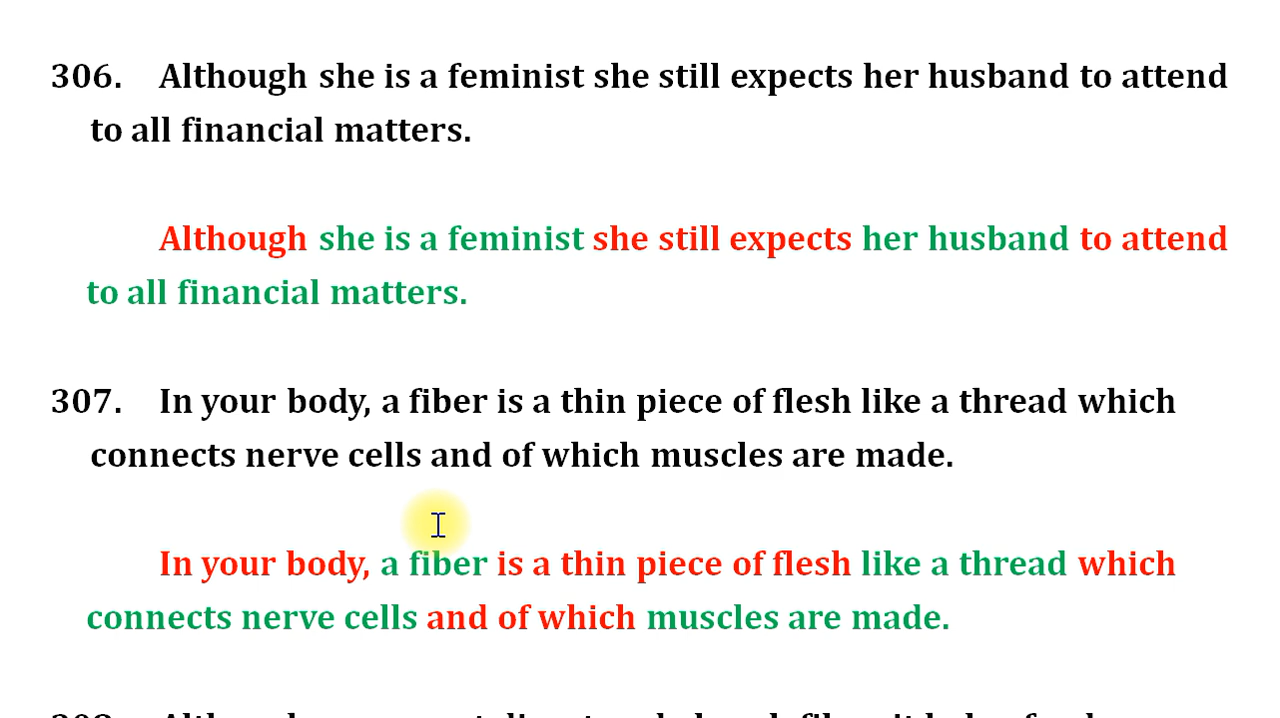 306. Although she is a feminist she still expects her husband to attend
to all financial matters.
Although she is a feminist she still expects her husband to attend
to all financial matters.
307. In your body, a fiber is a thin piece of flesh like a thread which
connects nerve cells and of which muscles are made.
In your body, a fiber is a thin piece of flesh like a thread which
connects nerve cells and of which muscles are made.